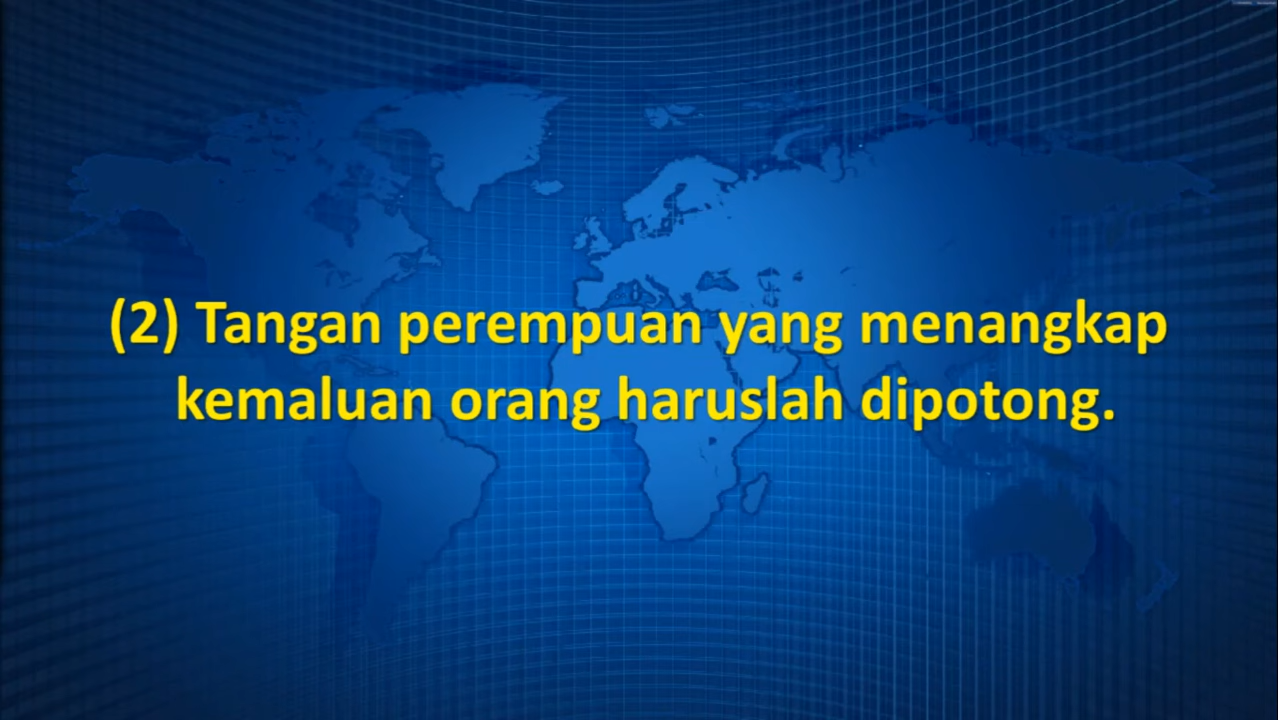 (2) Tangan perempuan yang menangkap
kemaluan orang haruslah dipotong.